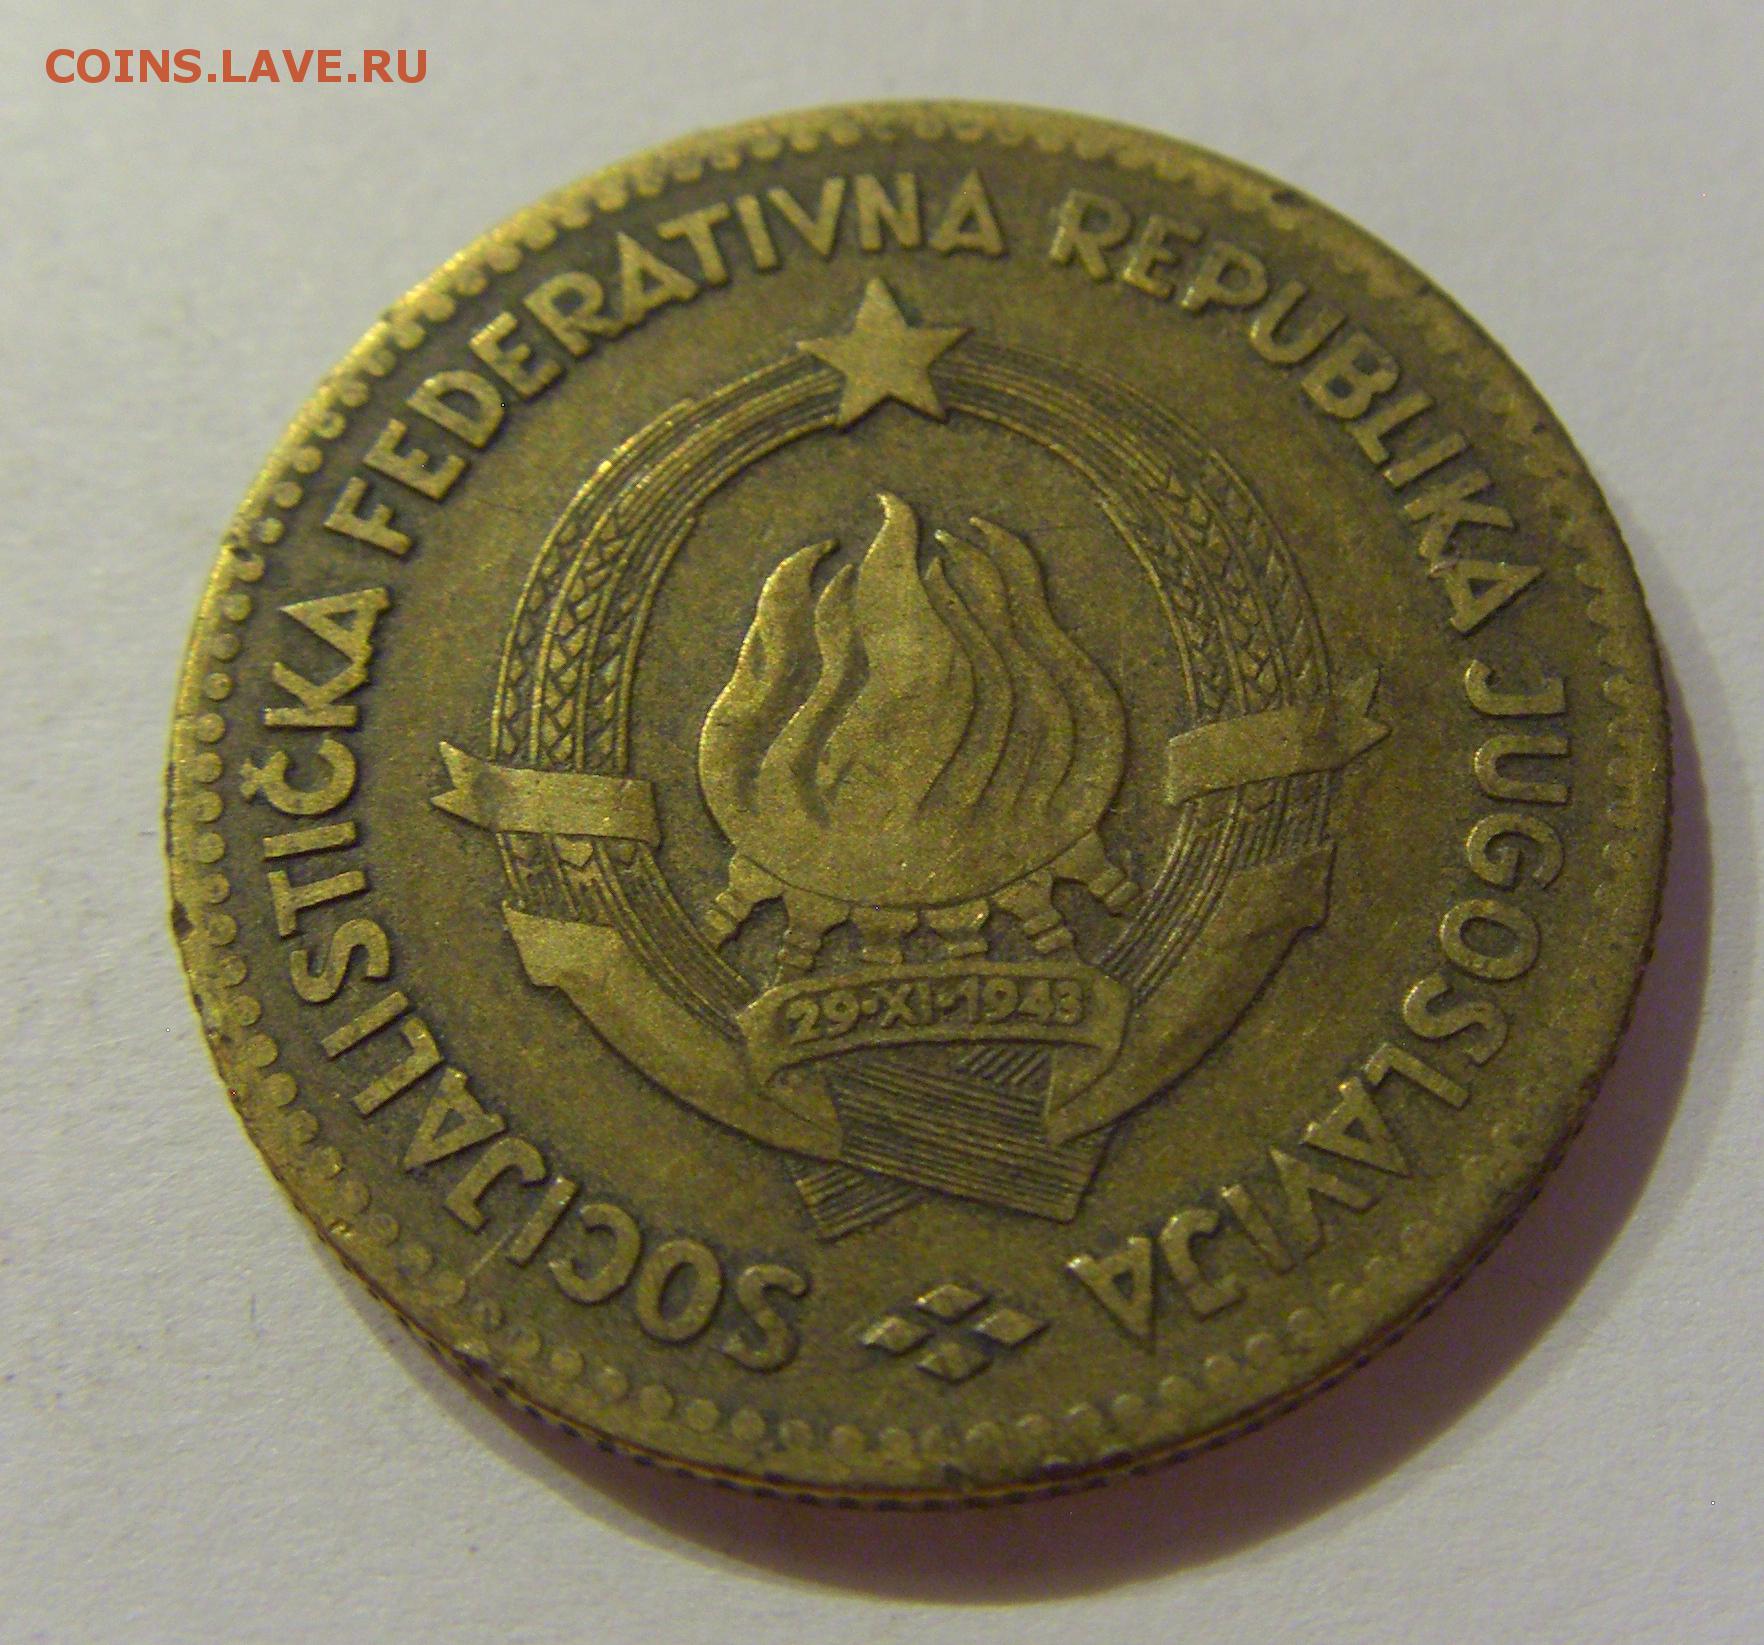 COINS.LAVE.RU
SOCIJALISTIČKA FEDERATIVNA REPUBLIKA JUGOSLAVIJA
29·XI·1943